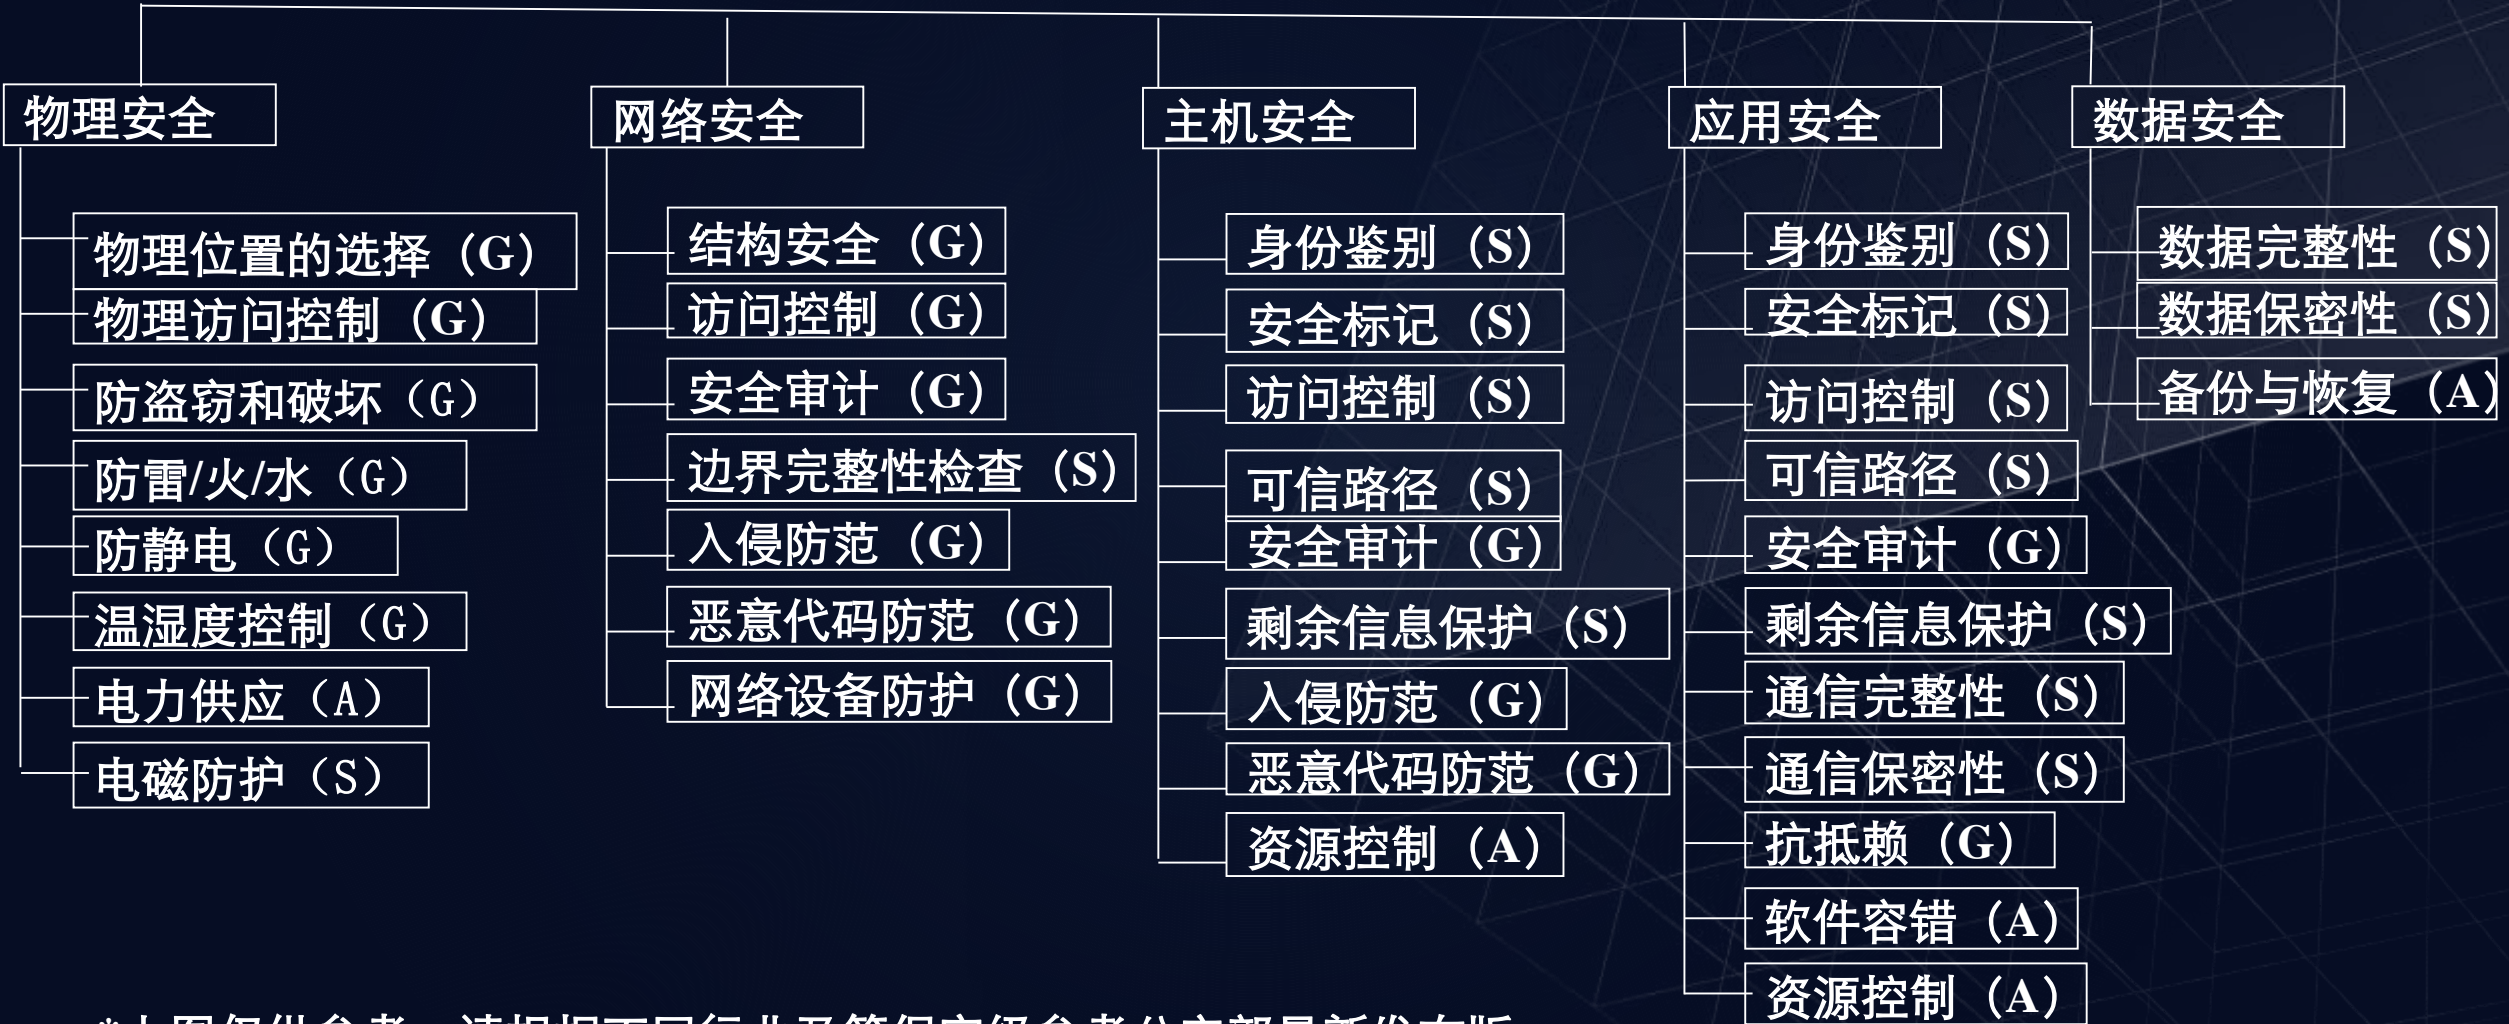 物理安全
物理位置的选择（G）
物理访问控制（G）
防盗窃和破坏（G）
防雷/火/水（G）
防静电（G）
温湿度控制（G）
电力供应（A）
电磁防护（S）
网络安全
结构安全（G）
访问控制（G）
安全审计（G）
边界完整性检查（S）
入侵防范（G）
恶意代码防范（G）
网络设备防护（G）
主机安全
身份鉴别（S）
安全标记（S）
访问控制（S）
可信路径（S）
安全审计（G）
剩余信息保护（S）
入侵防范（G）
恶意代码防范（G）
资源控制（A）
应用安全
身份鉴别（S）
安全标记（S）
访问控制（S）
可信路径（S）
安全审计（G）
剩余信息保护（S）
通信完整性（S）
通信保密性（S）
抗抵赖（G）
软件容错（A）
资源控制（A）
数据安全
数据完整性（S）
数据保密性（S）
备份与恢复（A）